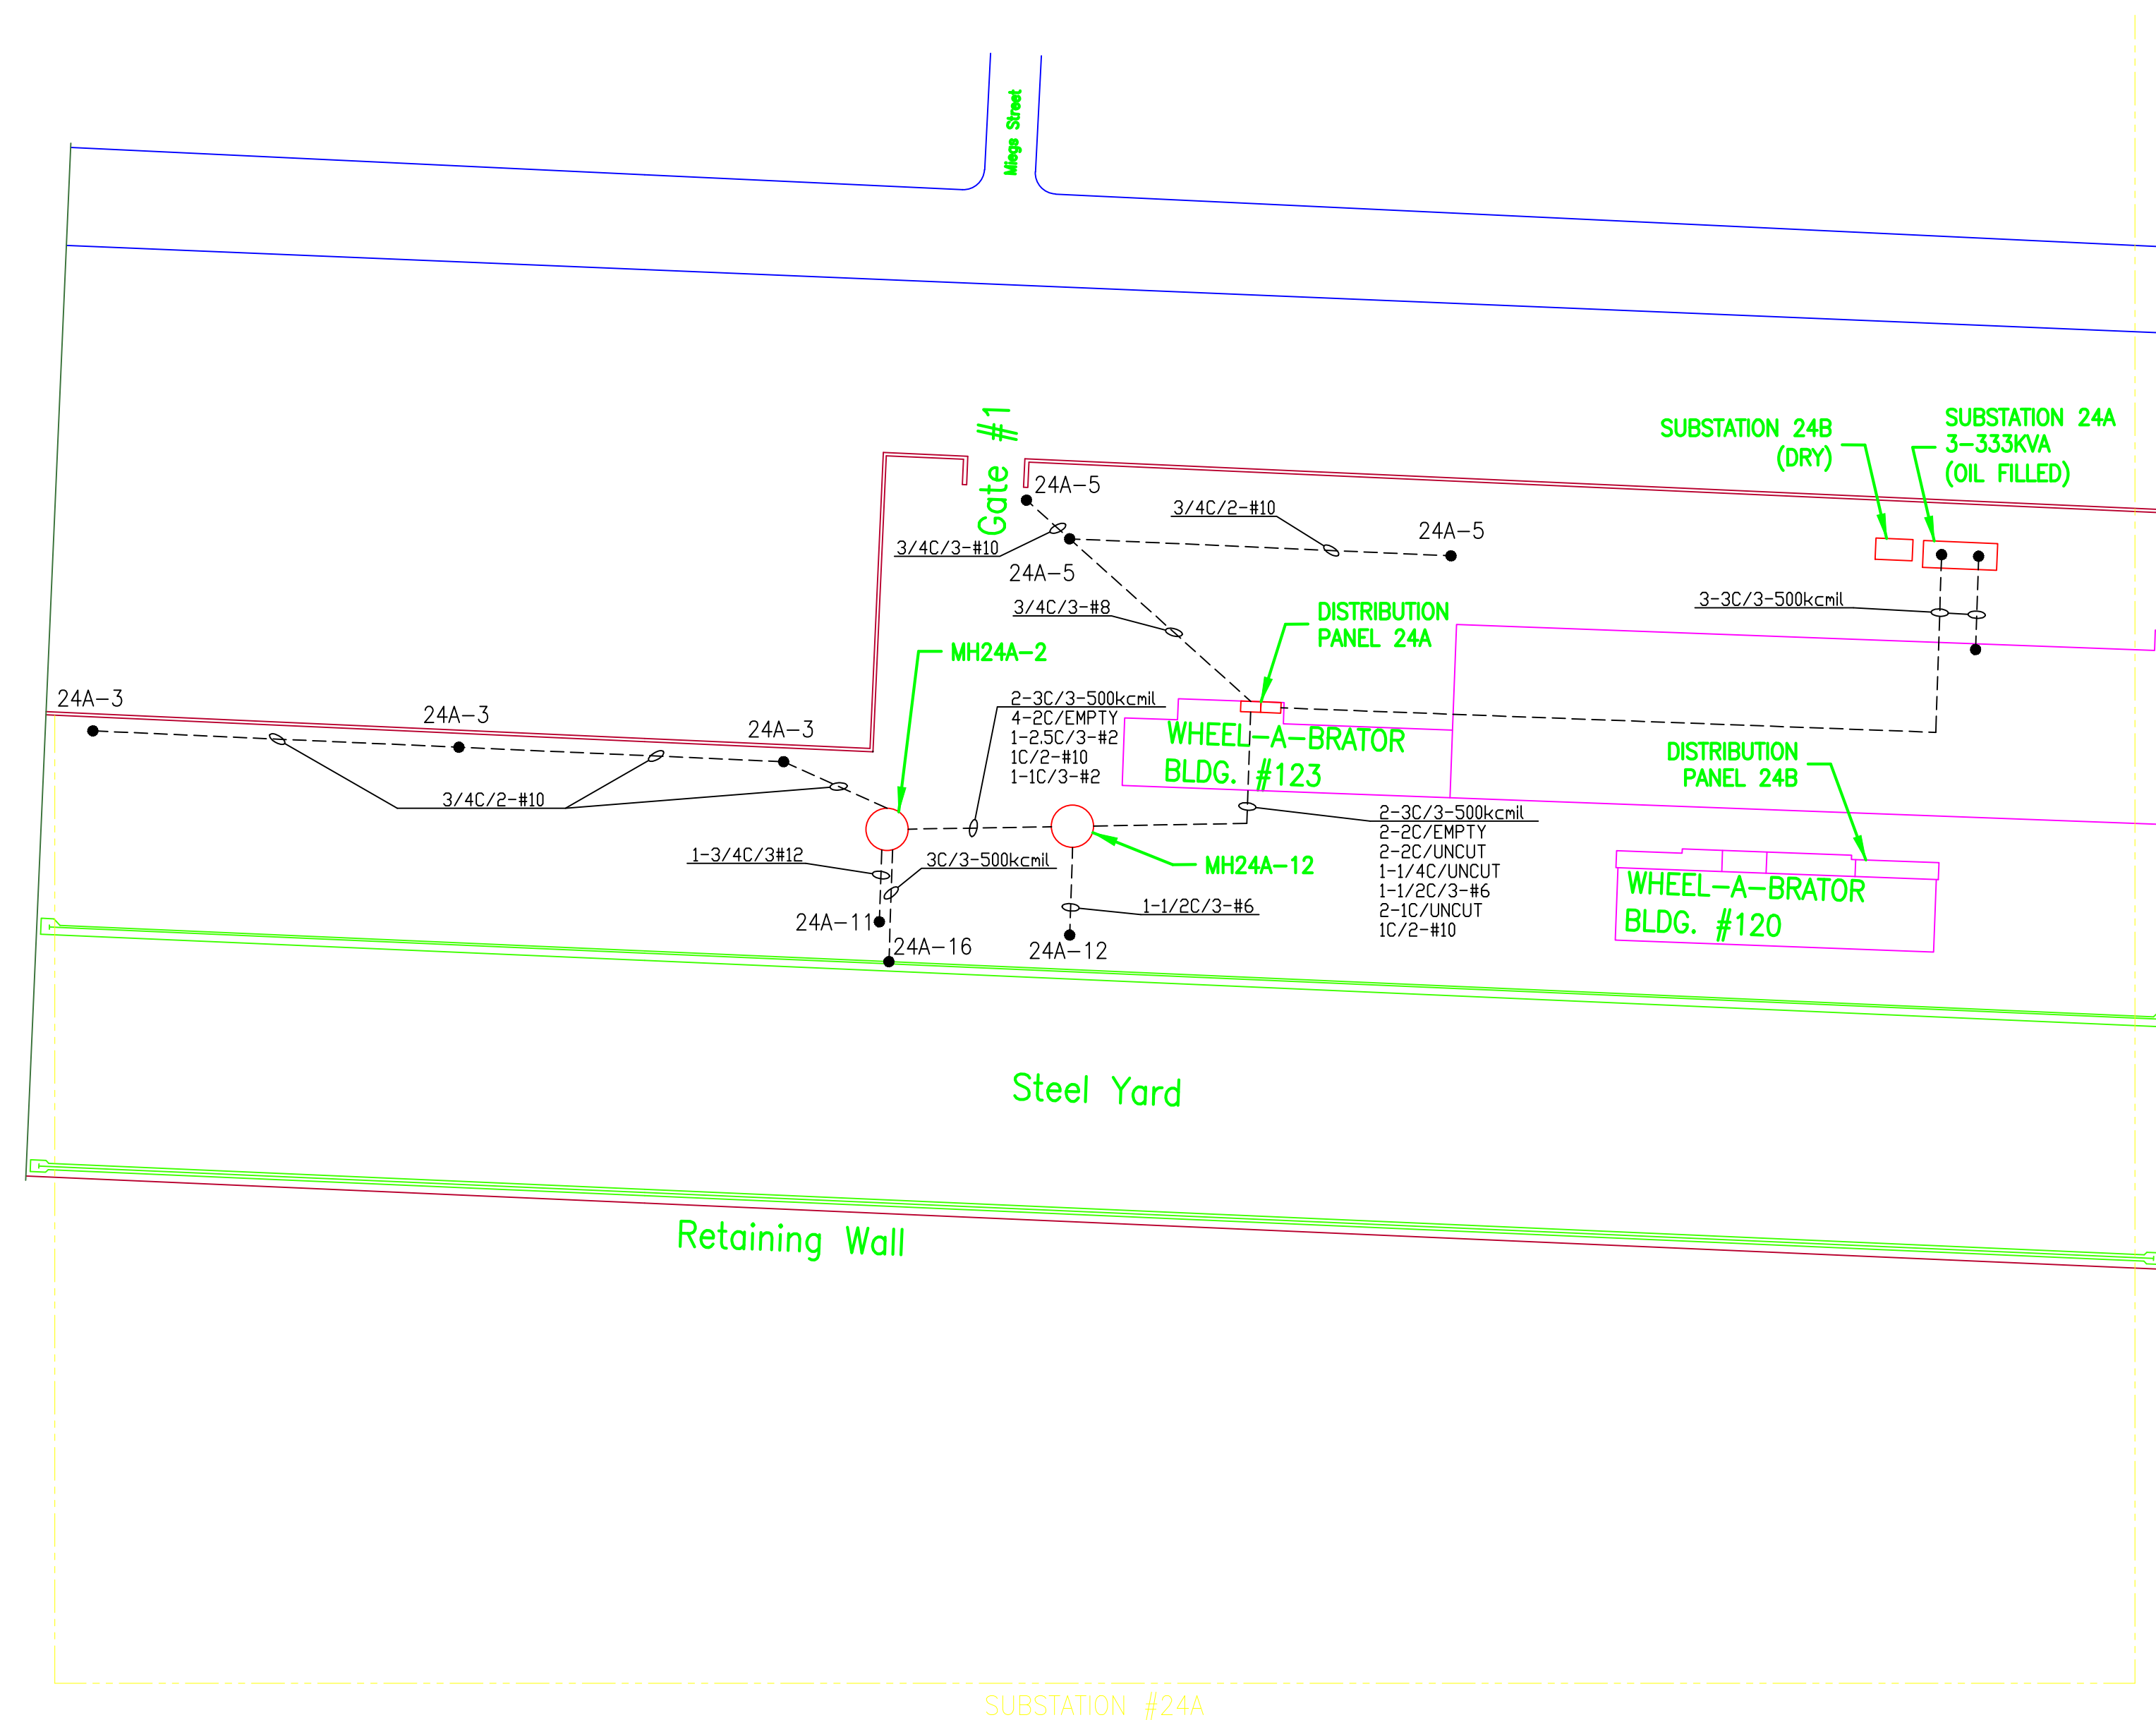 Miegs Street
Gate #1
SUBSTATION 24B
(DRY)
SUBSTATION 24A
3-333KVA
(OIL FILLED)
24A-5
3/4C/2-#10
24A-5
3/4C/3-#10
24A-5
3/4C/3-#8
3-3C/3-500kcmil
DISTRIBUTION
PANEL 24A
MH24A-2
24A-3
24A-3
24A-3
2-3C/3-500kcmil
4-2C/EMPTY
1-2.5C/3-#2
1C/2-#10
1-1C/3-#2
WHEEL-A-BRATOR
BLDG. #123
DISTRIBUTION
PANEL 24B
3/4C/2-#10
2-3C/3-500kcmil
2-2C/EMPTY
2-2C/UNCUT
1-1/4C/UNCUT
1-1/2C/3-#6
2-1C/UNCUT
1C/2-#10
1-3/4C/3#12
3C/3-500kcmil
MH24A-12
WHEEL-A-BRATOR
BLDG. #120
1-1/2C/3-#6
24A-11
24A-16
24A-12
Steel Yard
Retaining Wall
SUBSTATION #24A